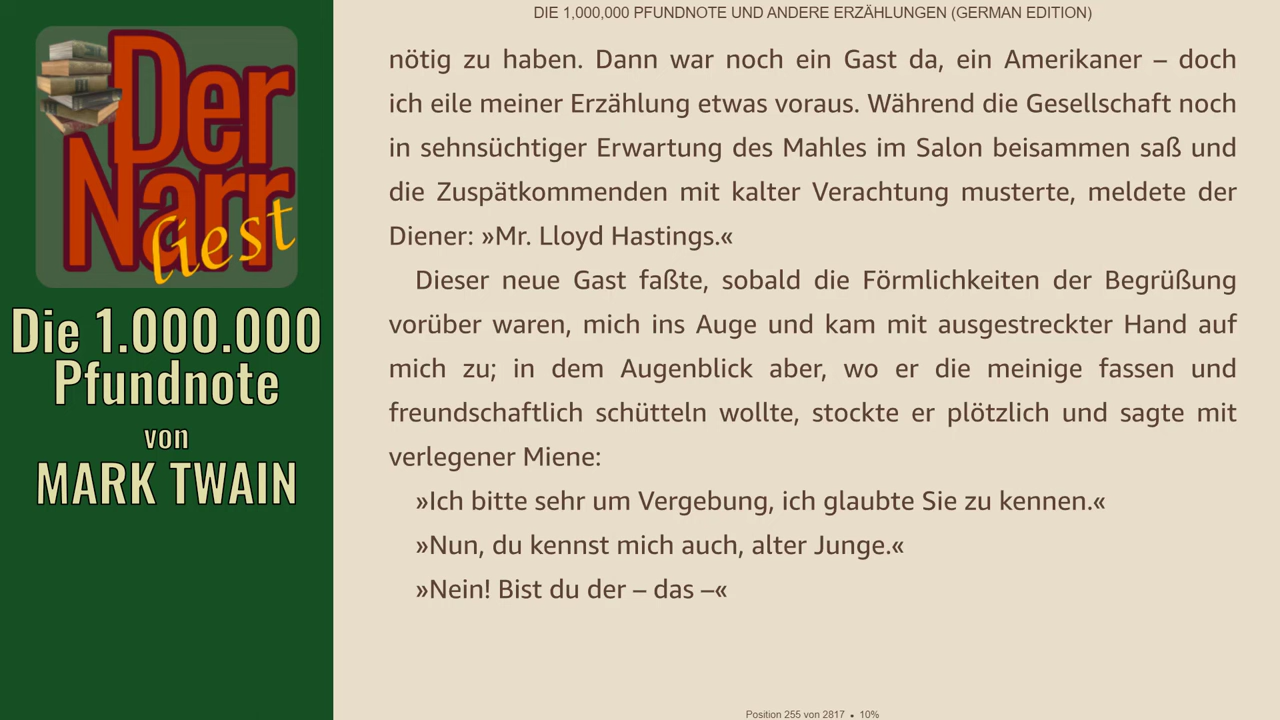 Der
Narr
liest
Die 1.000.000
Pfundnote
von
MARK TWAIN
DIE 1,000,000 PFUNDNOTE UND ANDERE ERZÄHLUNGEN (GERMAN EDITION)
nötig zu haben. Dann war noch ein Gast da, ein Amerikaner – doch
ich eile meiner Erzählung etwas voraus. Während die Gesellschaft noch
in sehnsüchtiger Erwartung des Mahles im Salon beisammen saß und
die Zuspätkommenden mit kalter Verachtung musterte, meldete der
Diener: »Mr. Lloyd Hastings.«
Dieser neue Gast faßte, sobald die Förmlichkeiten der Begrüßung
vorüber waren, mich ins Auge und kam mit ausgestreckter Hand auf
mich zu; in dem Augenblick aber, wo er die meinige fassen und
freundschaftlich schütteln wollte, stockte er plötzlich und sagte mit
verlegener Miene:
»Ich bitte sehr um Vergebung, ich glaubte Sie zu kennen.«
»Nun, du kennst mich auch, alter Junge.«
»Nein! Bist du der – das –«
Position 255 von 2817 • 10%